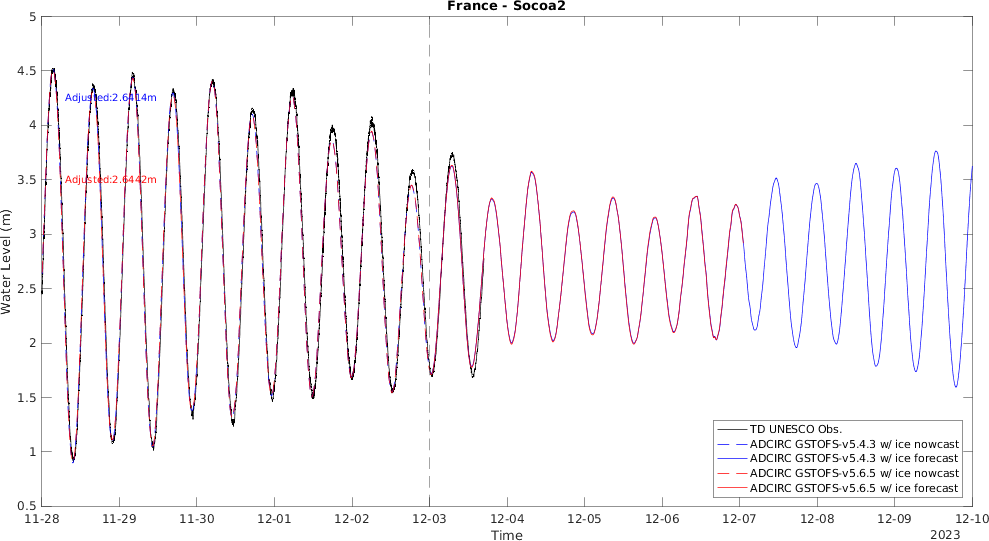 France - Socoa2
5
4.5
4
3.5
3
2.5
2
1.5
1
0.5
Water Level (m)
Adjusted:2.6414m
Adjusted:2.6442m
TD UNESCO Obs.
ADCIRC GSTOFS-v5.4.3 w/ ice nowcast
ADCIRC GSTOFS-v5.4.3 w/ ice forecast
ADCIRC GSTOFS-v5.6.5 w/ ice nowcast
ADCIRC GSTOFS-v5.6.5 w/ ice forecast
11-28 11-29 11-30 12-01 12-02 12-03 12-04 12-05 12-06 12-07 12-08 12-09 12-10
Time
2023